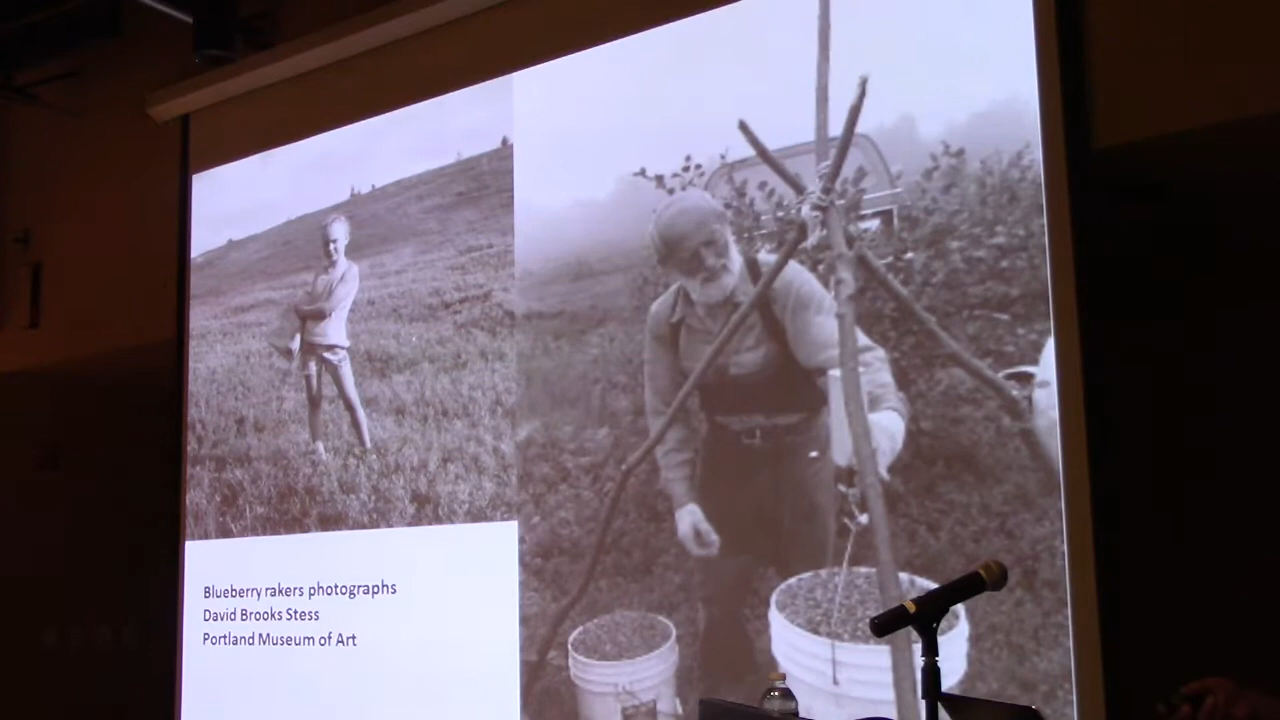 Blueberry rakers photographs
David Brooks Stess
Portland Museum of Art